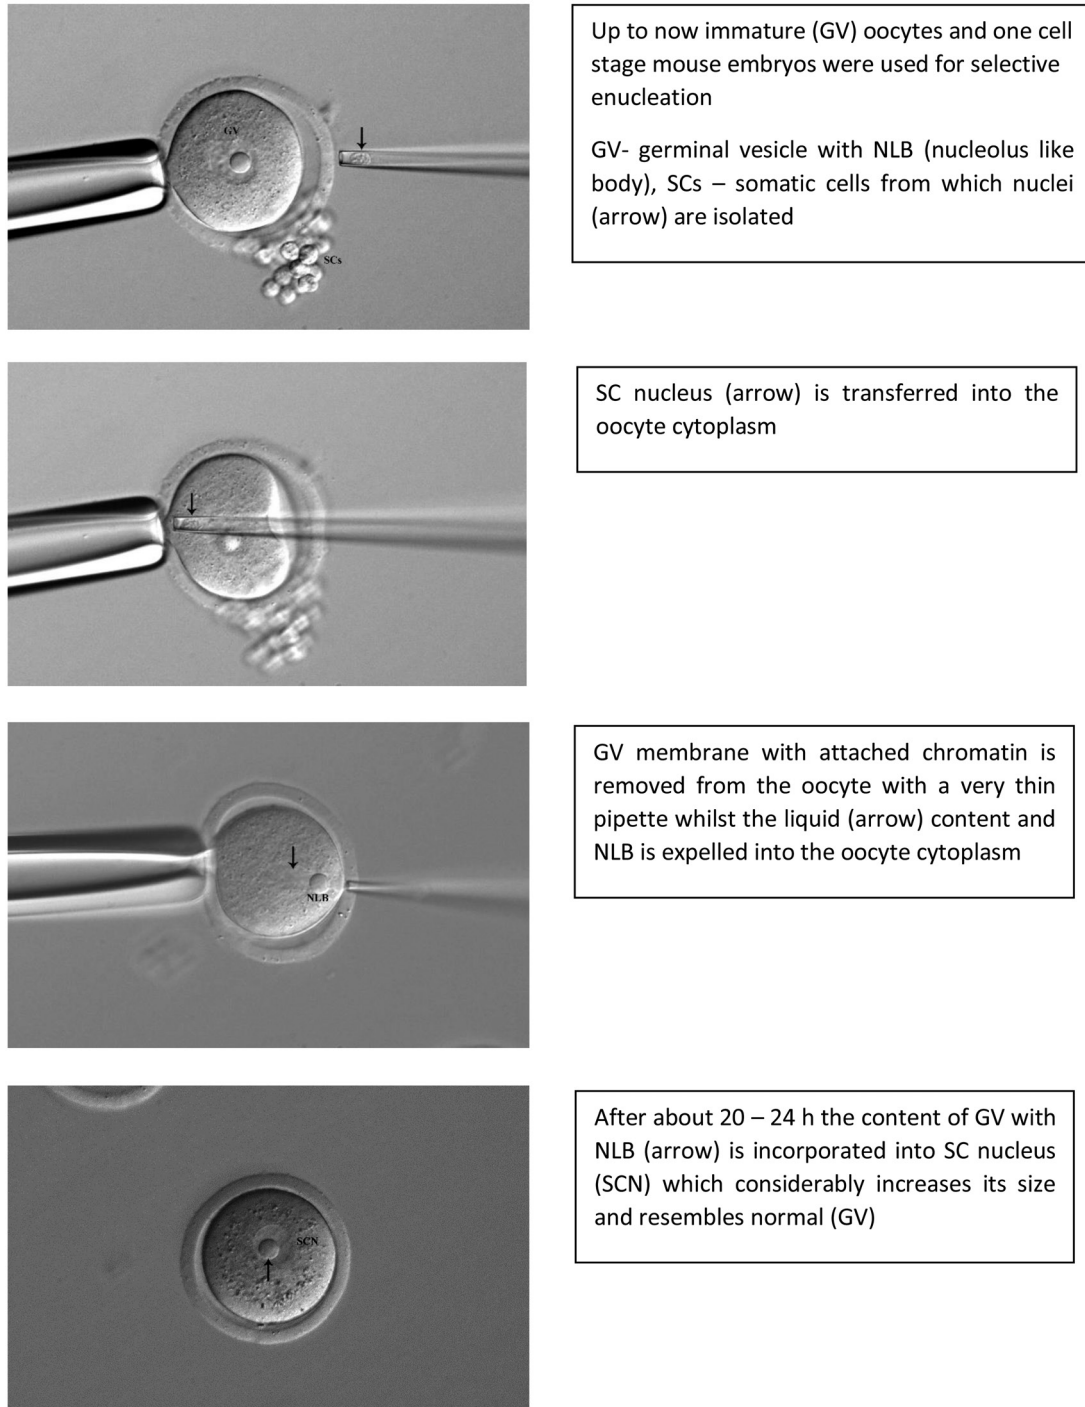 Up to now immature (GV) oocytes and one cell
stage mouse embryos were used for selective
enucleation
GV- germinal vesicle with NLB (nucleolus like
body), SCs – somatic cells from which nuclei
(arrow) are isolated
GV
SCs
SC nucleus (arrow) is transferred into the
oocyte cytoplasm
GV membrane with attached chromatin is
removed from the oocyte with a very thin
pipette whilst the liquid (arrow) content and
NLB is expelled into the oocyte cytoplasm
NLB
After about 20 – 24 h the content of GV with
NLB (arrow) is incorporated into SC nucleus
(SCN) which considerably increases its size
and resembles normal (GV)
SCN